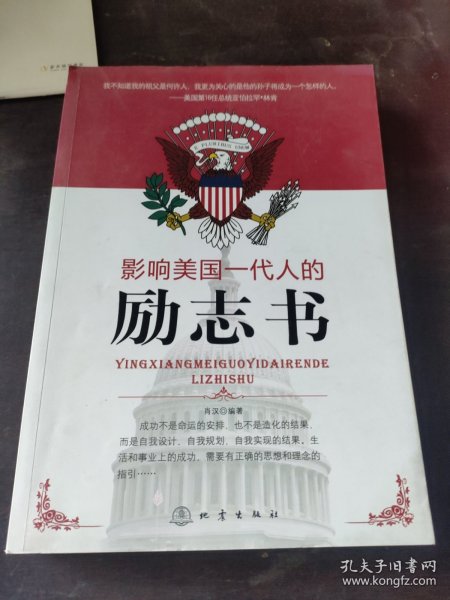 我不知道我的祖父是何许人，我更为关心的是他的孙子将成为一个怎样的人。
——美国第16任总统亚伯拉罕·林肯
E PLURIBUS UNUM
影响美国一代人的
励志书
YINGXIANGMEIGUOYIDAIRENDE
LIZHISHU
肖汉◎编著
成功不是命运的安排，也不是造化的结果，
而是自我设计、自我规划、自我实现的结果。生
活和事业上的成功，需要有正确的思想和理念的
指引……
地震出版社
孔夫子旧书网
www.kongfz.com